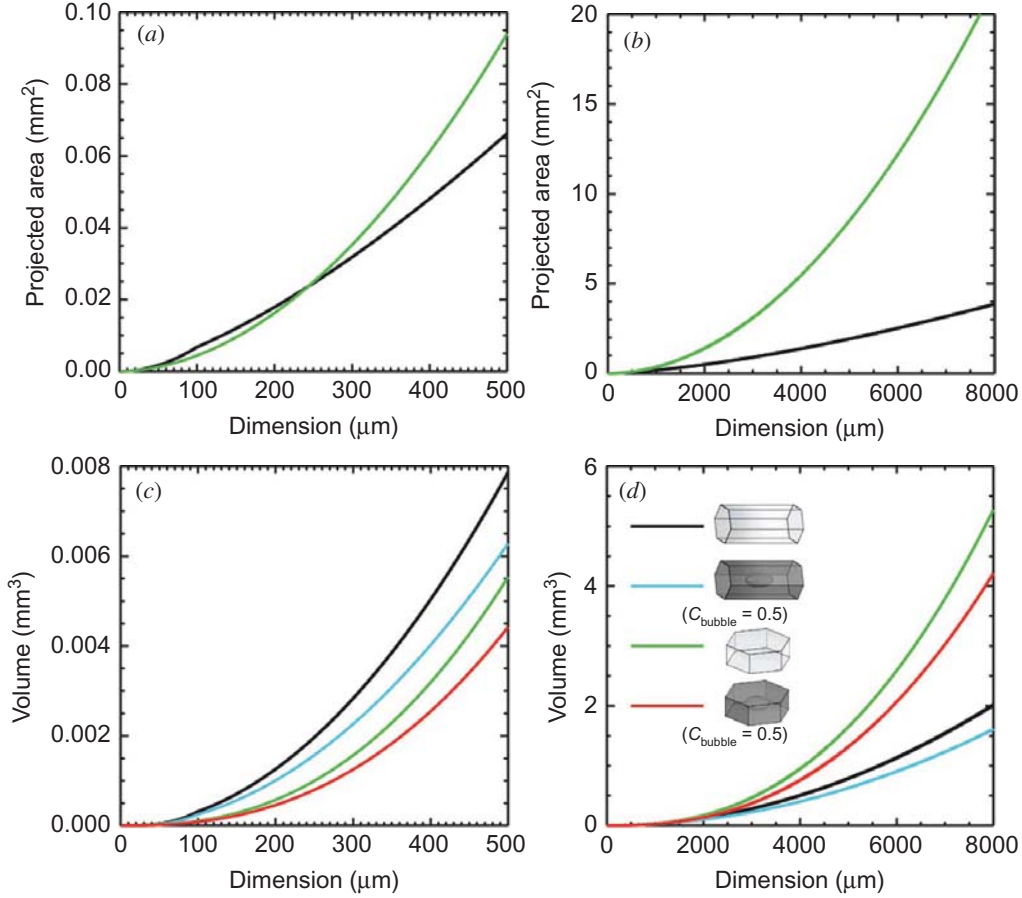 (a)
Projected area (mm²)
0.10
0.08
0.06
0.04
0.02
0.00
0 100 200 300 400 500
Dimension (μm)
(b)
Projected area (mm²)
20
15
10
5
0
0 2000 4000 6000 8000
Dimension (μm)
(c)
Volume (mm³)
0.008
0.006
0.004
0.002
0.000
0 100 200 300 400 500
Dimension (μm)
(d)
Volume (mm³)
6
4
2
0
(C_bubble = 0.5)
(C_bubble = 0.5)
0 2000 4000 6000 8000
Dimension (μm)